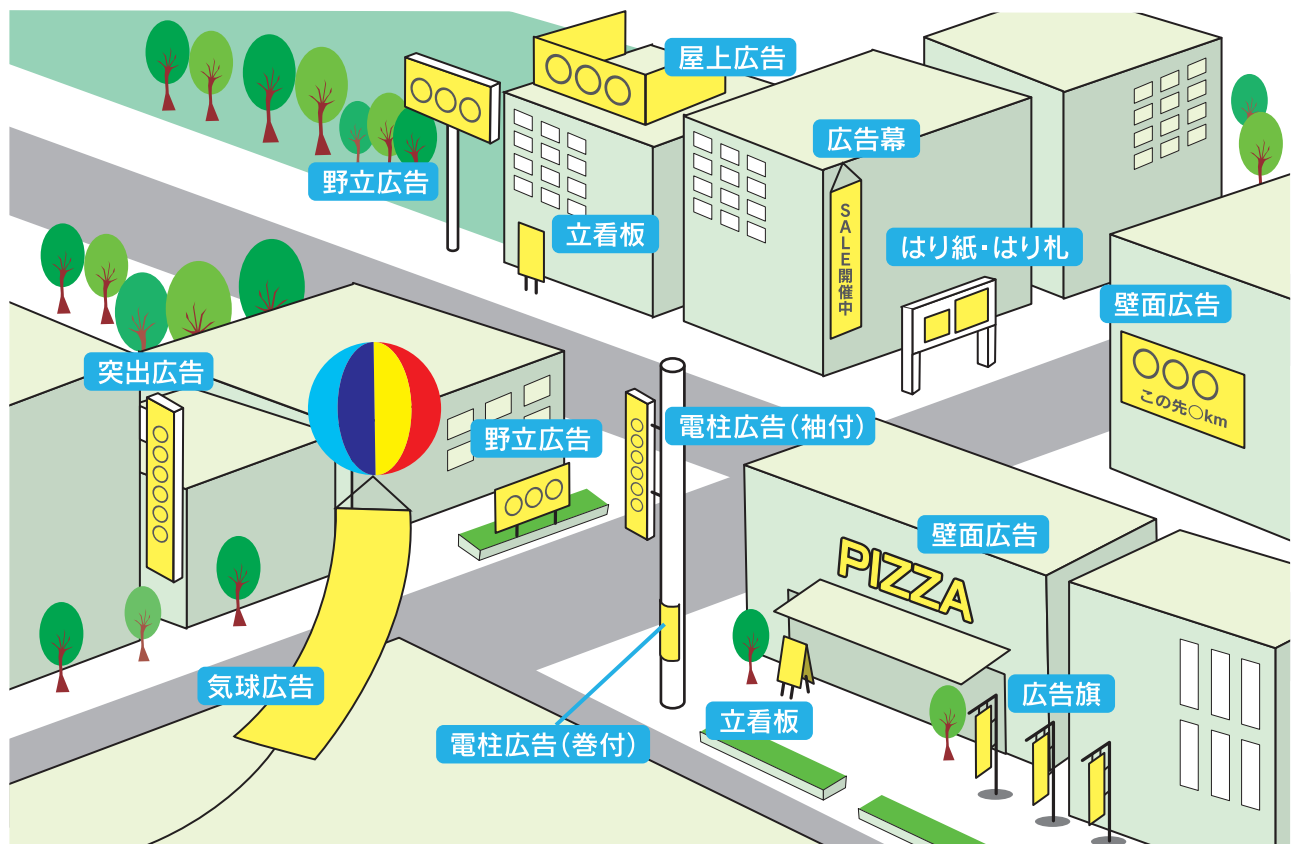 屋上広告
広告幕
野立広告
立看板
SALE開催中
はり紙・はり札
壁面広告
○○○
この先○km
突出広告
野立広告
電柱広告(袖付)
壁面広告
PIZZA
気球広告
広告旗
立看板
電柱広告(巻付)
○○○
○○○
○○○
○○○○○○
○○○○○○